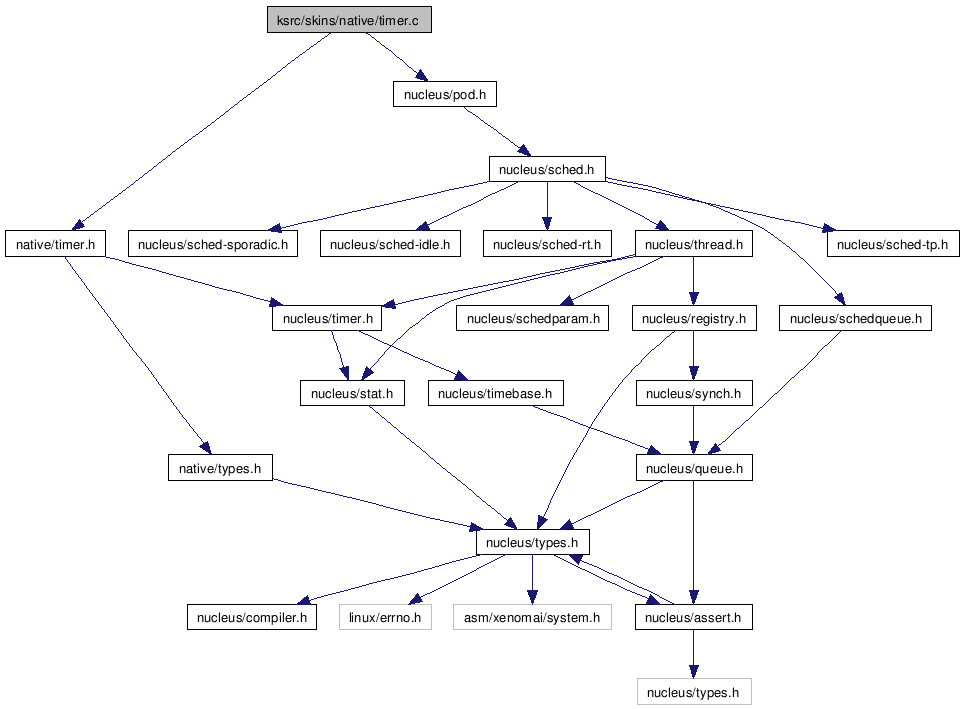 ksrc/skins/native/timer.c
nucleus/pod.h
nucleus/sched.h
native/timer.h
nucleus/sched-sporadic.h
nucleus/sched-idle.h
nucleus/sched-rt.h
nucleus/thread.h
nucleus/sched-tp.h
nucleus/timer.h
nucleus/schedparam.h
nucleus/registry.h
nucleus/schedqueue.h
nucleus/stat.h
nucleus/timebase.h
nucleus/synch.h
native/types.h
nucleus/queue.h
nucleus/types.h
nucleus/compiler.h
linux/errno.h
asm/xenomai/system.h
nucleus/assert.h
nucleus/types.h